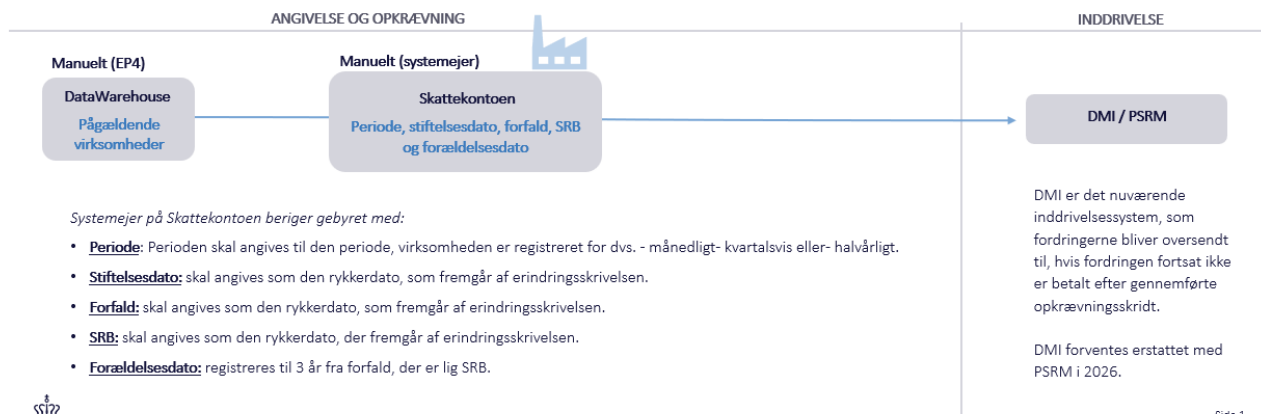 ANGIVELSE OG OPKRÆVNING
INDDRIVELSE
Manuelt (EP4)
DataWarehouse
Pågældende
virksomheder
Manuelt (systemejer)
Skattekontoen
Periode, stiftelsesdato, forfald, SRB
og forældelsesdato
DMI / PSRM
Systemejer på Skattekontoen beriger gebyret med:
• Periode: Perioden skal angives til den periode, virksomheden er registreret for dvs. - månedligt- kvartalsvis eller- halvårligt.
• Stiftelsesdato: skal angives som den rykkerdato, som fremgår af erindringsskrivelsen.
• Forfald: skal angives som den rykkerdato, som fremgår af erindringsskrivelsen.
• SRB: skal angives som den rykkerdato, der fremgår af erindringsskrivelsen.
• Forældelsesdato: registreres til 3 år fra forfald, der er lig SRB.
DMI er det nuværende
inddrivelsessystem, som
fordringerne bliver oversendt
til, hvis fordringen fortsat ikke
er betalt efter gennemførte
opkrævningsskridt.
DMI forventes erstattet med
PSRM i 2026.
Side 1